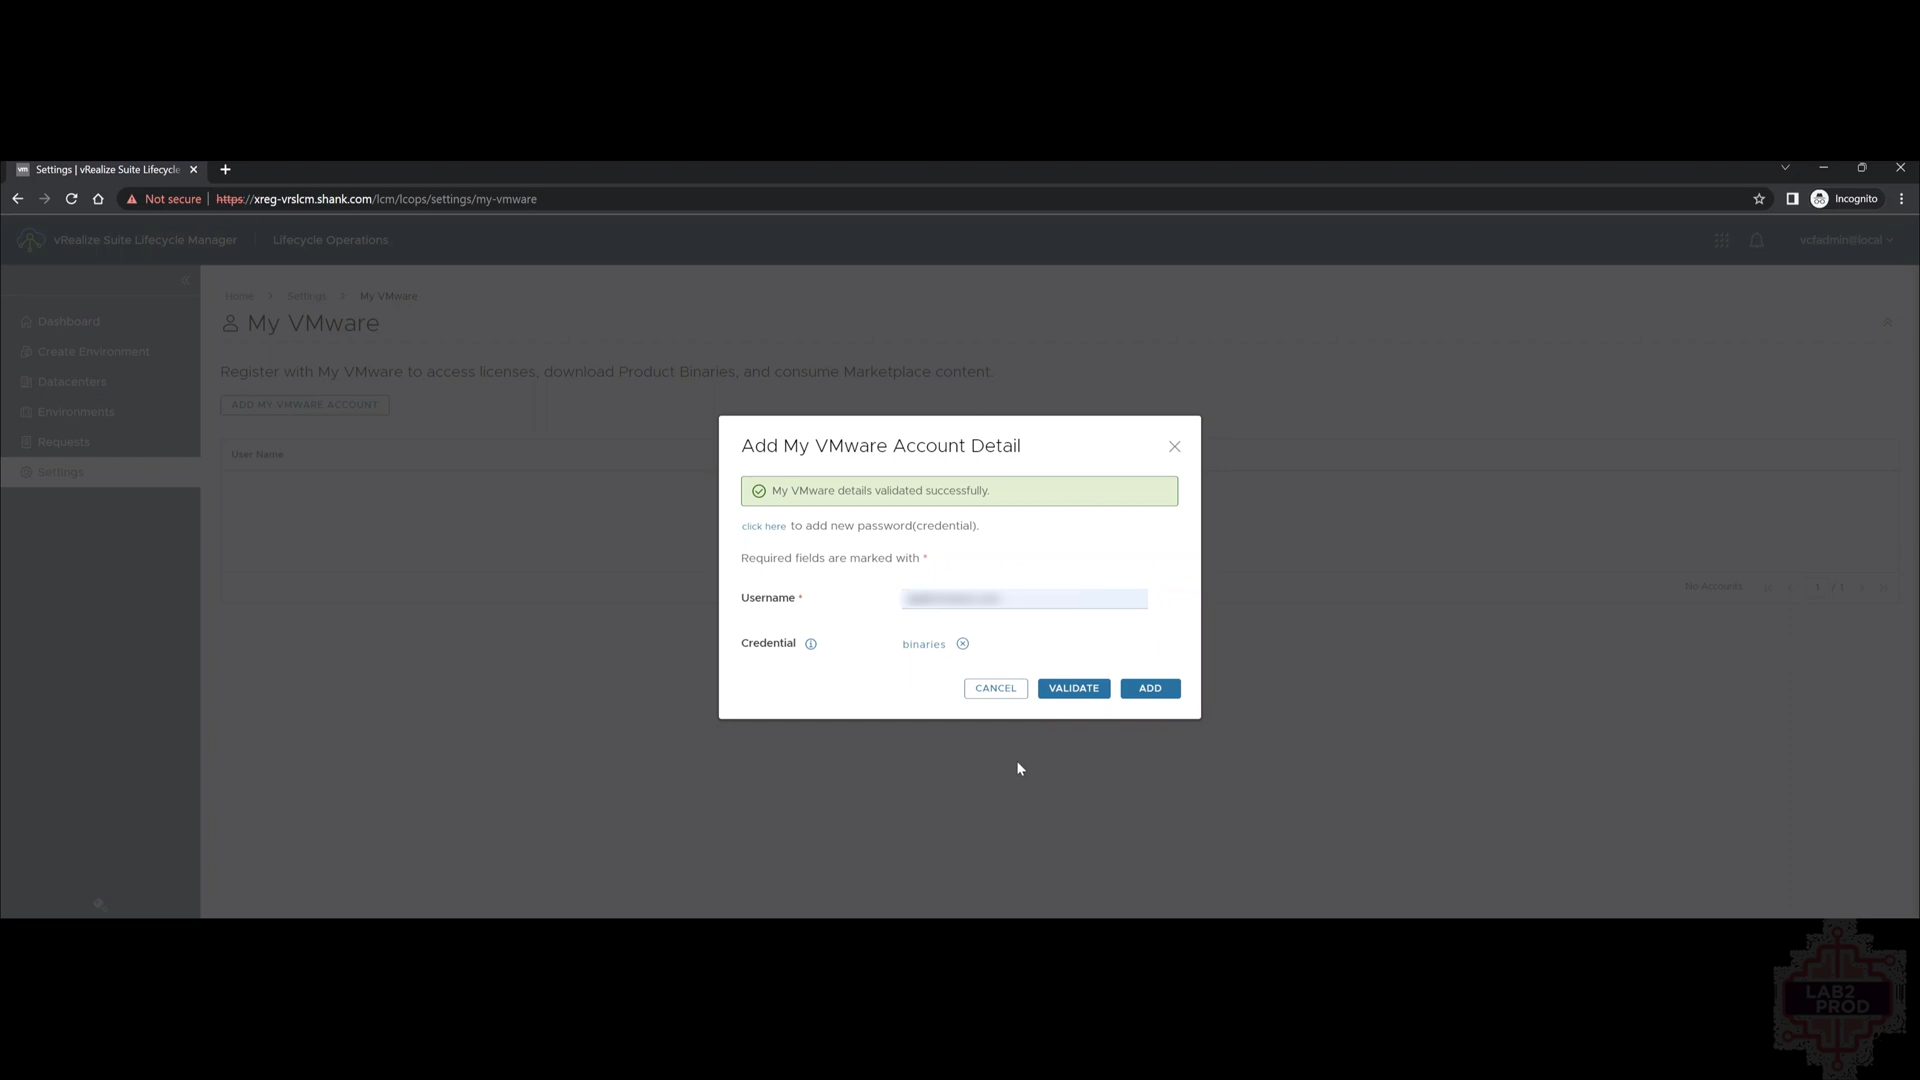 Settings | vRealize Suite Lifecycle
Not secure | https://xreg-vrslcm.shank.com/lcm/lcops/settings/my-vmware
Incognito
vRealize Suite Lifecycle Manager
Lifecycle Operations
vcfadmin@local
Home > Settings > My VMware
My VMware
Dashboard
Create Environment
Datacenters
Environments
Requests
Settings
Register with My VMware to access licenses, download Product Binaries, and consume Marketplace content.
ADD MY VMWARE ACCOUNT
User Name
No Accounts
1 / 1
Add My VMware Account Detail
My VMware details validated successfully.
click here to add new password(credential).
Required fields are marked with *
Username *
Credential
binaries
CANCEL
VALIDATE
ADD
LAB2
PROD